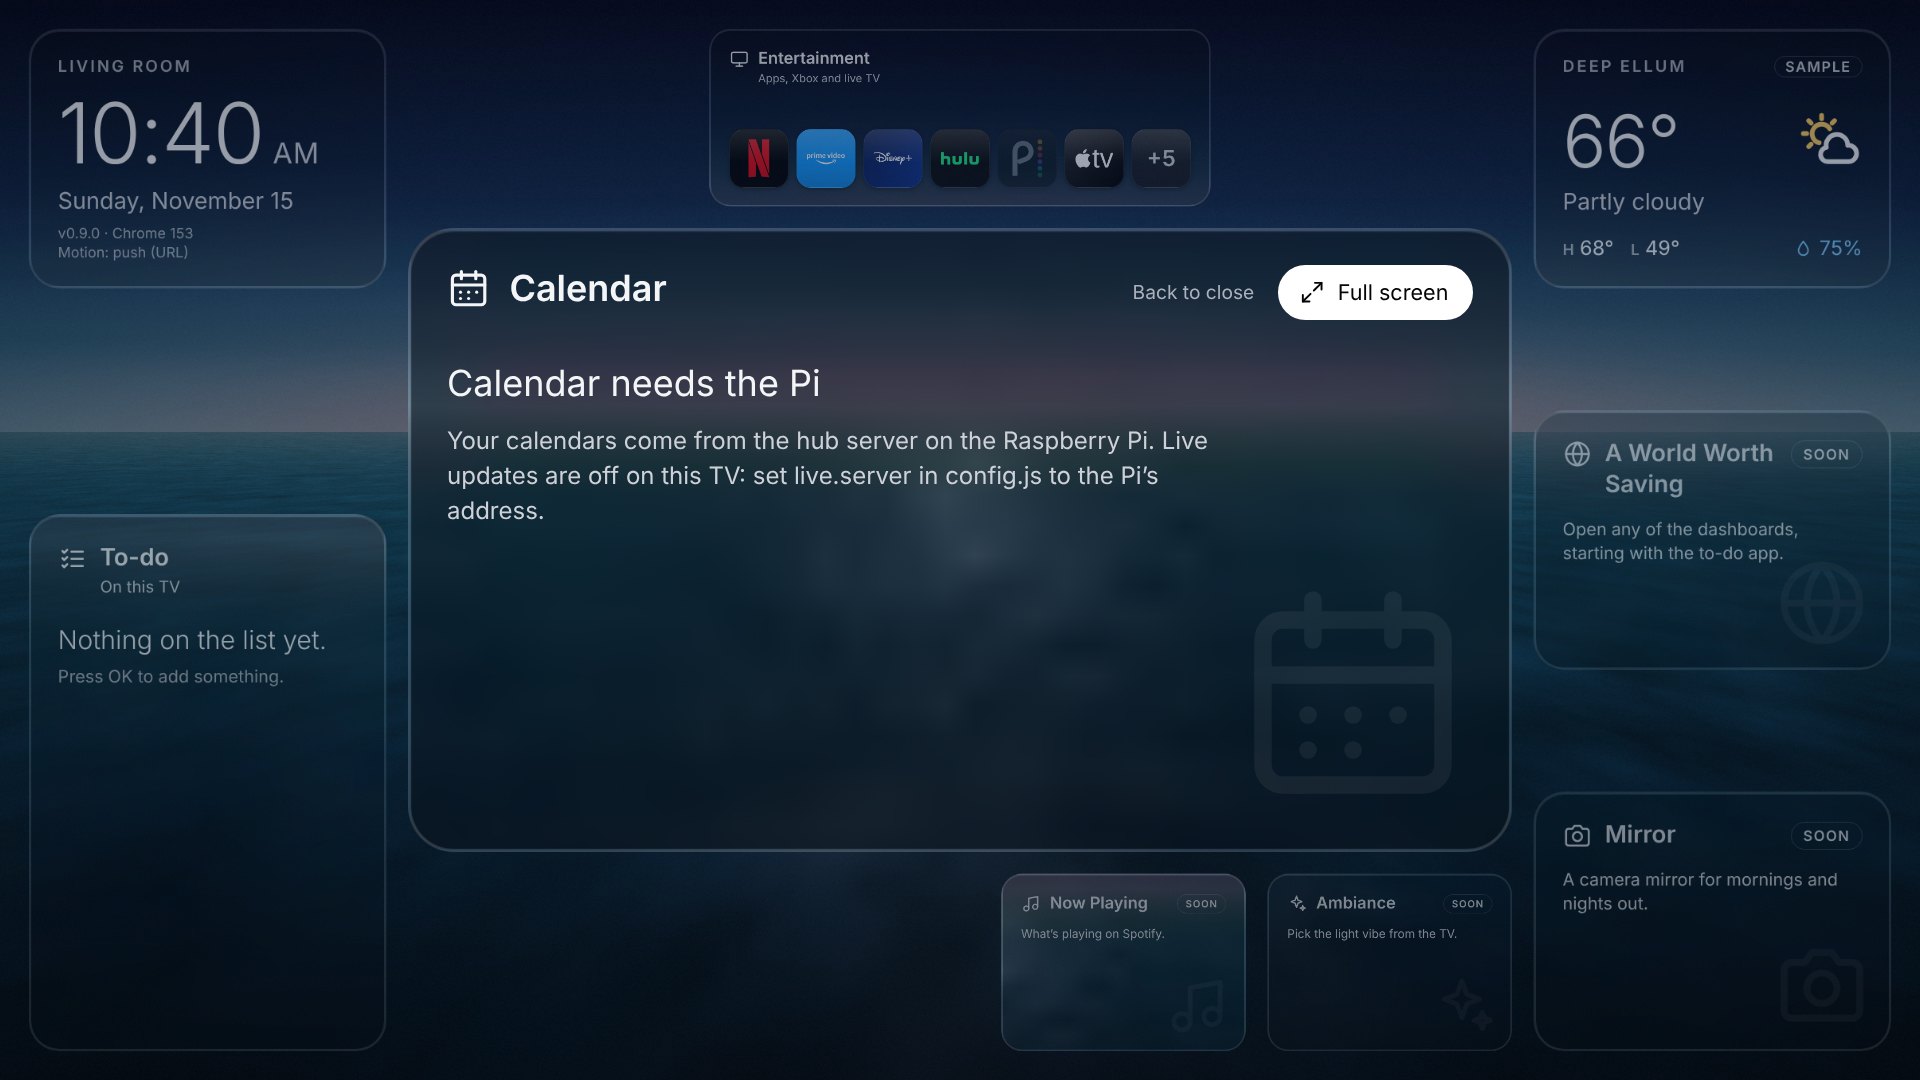 LIVING ROOM
10:40 AM
Sunday, November 15
v0.9.0 · Chrome 153
Motion: push (URL)
Entertainment
Apps, Xbox and live TV
N
prime video
Disney+
hulu
P
tv
+5
DEEP ELLUM
SAMPLE
66°
Partly cloudy
H 68° L 49°
75%
Calendar
Back to close
Full screen
Calendar needs the Pi
Your calendars come from the hub server on the Raspberry Pi. Live
updates are off on this TV: set live.server in config.js to the Pi’s
address.
To-do
On this TV
Nothing on the list yet.
Press OK to add something.
A World Worth
Saving
SOON
Open any of the dashboards,
starting with the to-do app.
Now Playing
SOON
What’s playing on Spotify.
Ambiance
SOON
Pick the light vibe from the TV.
Mirror
SOON
A camera mirror for mornings and
nights out.